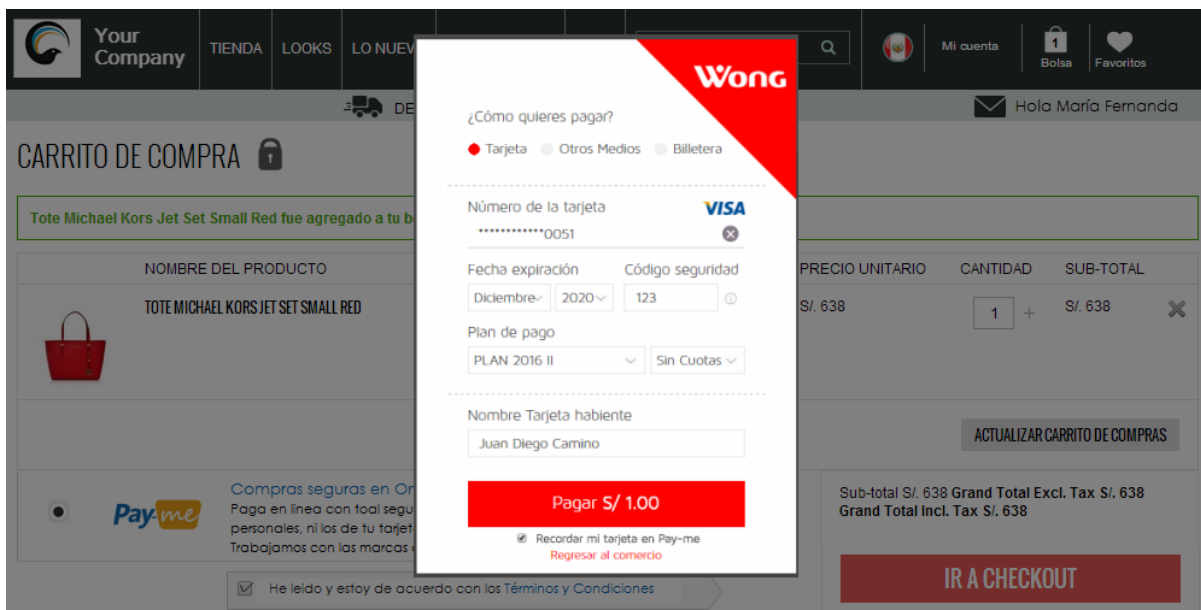 Your
Company
TIENDA
LOOKS
LO NUEV
Mi cuenta
1
Bolsa
Favoritos
DE
Hola María Fernanda
CARRITO DE COMPRA
Tote Michael Kors Jet Set Small Red fue agregado a tu b
NOMBRE DEL PRODUCTO
PRECIO UNITARIO
CANTIDAD
SUB-TOTAL
TOTE MICHAEL KORS JET SET SMALL RED
S/. 638
1 +
S/. 638
ACTUALIZAR CARRITO DE COMPRAS
Pay-me
Compras seguras en On
Paga en linea con toal segu
personales, ni los de tu tarjet
Trabajamos con las marcas
He leido y estoy de acuerdo con los Términos y Condiciones
Sub-total S/. 638 Grand Total Excl. Tax S/. 638
Grand Total Incl. Tax S/. 638
IR A CHECKOUT
Wong
¿Cómo quieres pagar?
Tarjeta
Otros Medios
Billetera
Número de la tarjeta
VISA
************0051
Fecha expiración
Código seguridad
Diciembre
2020
123
Plan de pago
PLAN 2016 II
Sin Cuotas
Nombre Tarjeta habiente
Juan Diego Camino
Pagar S/ 1.00
Recordar mi tarjeta en Pay-me
Regresar al comercio